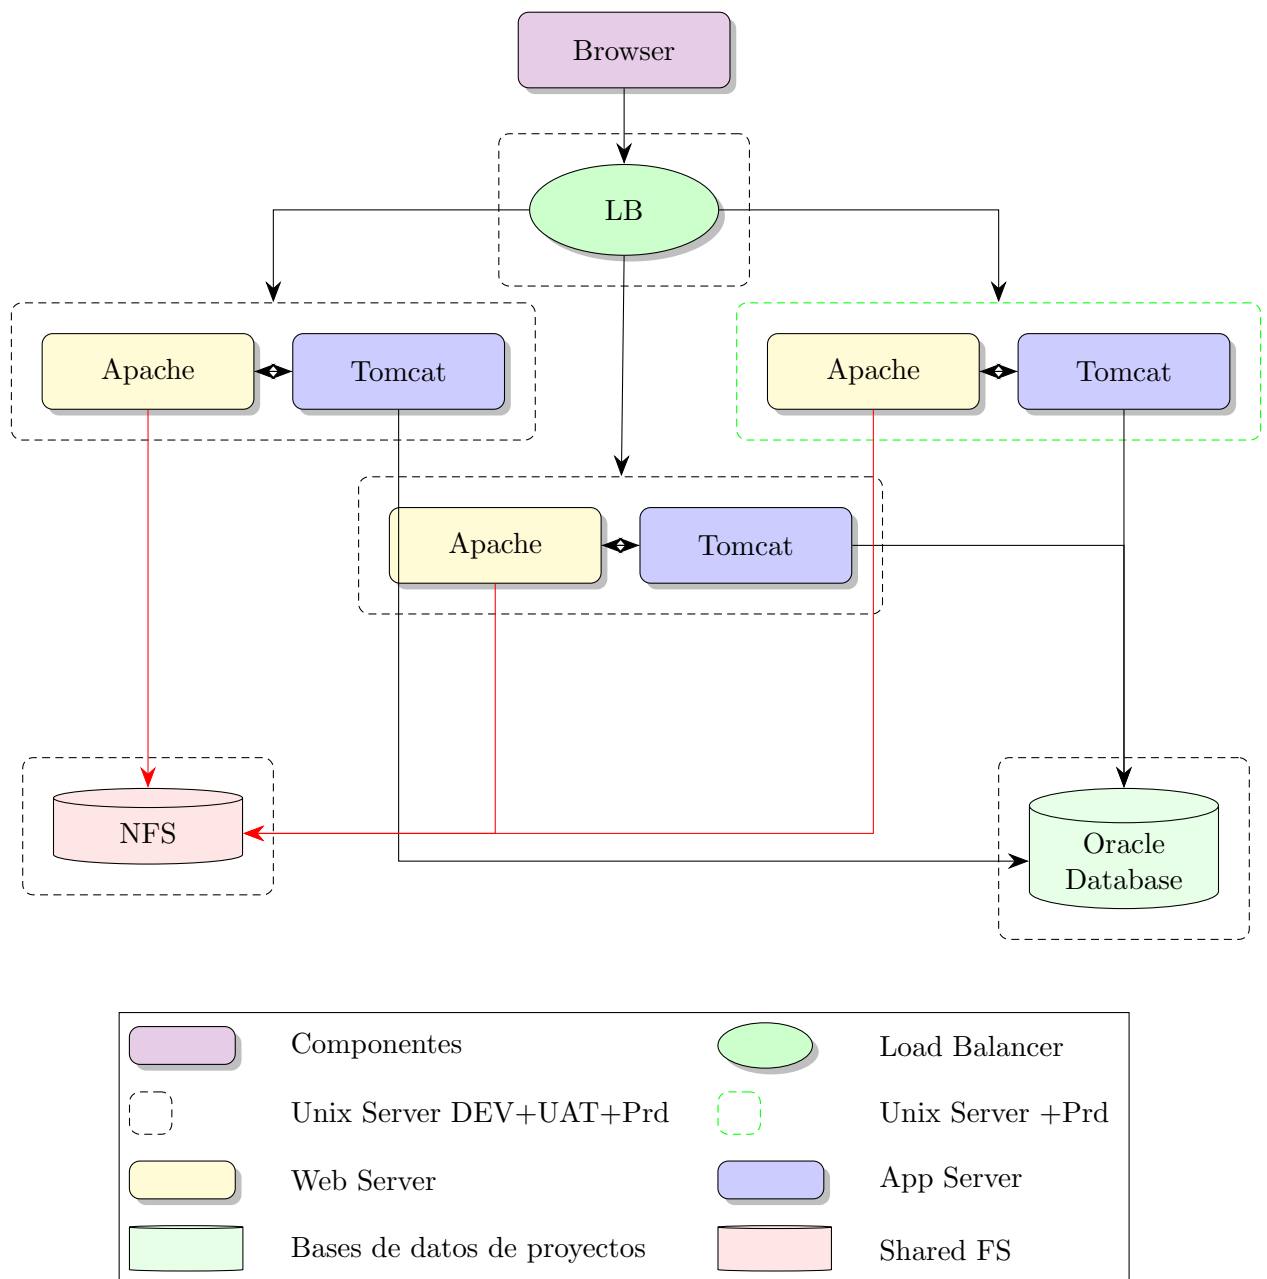 Browser
LB
Apache
Tomcat
Apache
Tomcat
Apache
Tomcat
NFS
Oracle
Database
Componentes
Load Balancer
Unix Server DEV+UAT+Prd
Unix Server +Prd
Web Server
App Server
Bases de datos de proyectos
Shared FS